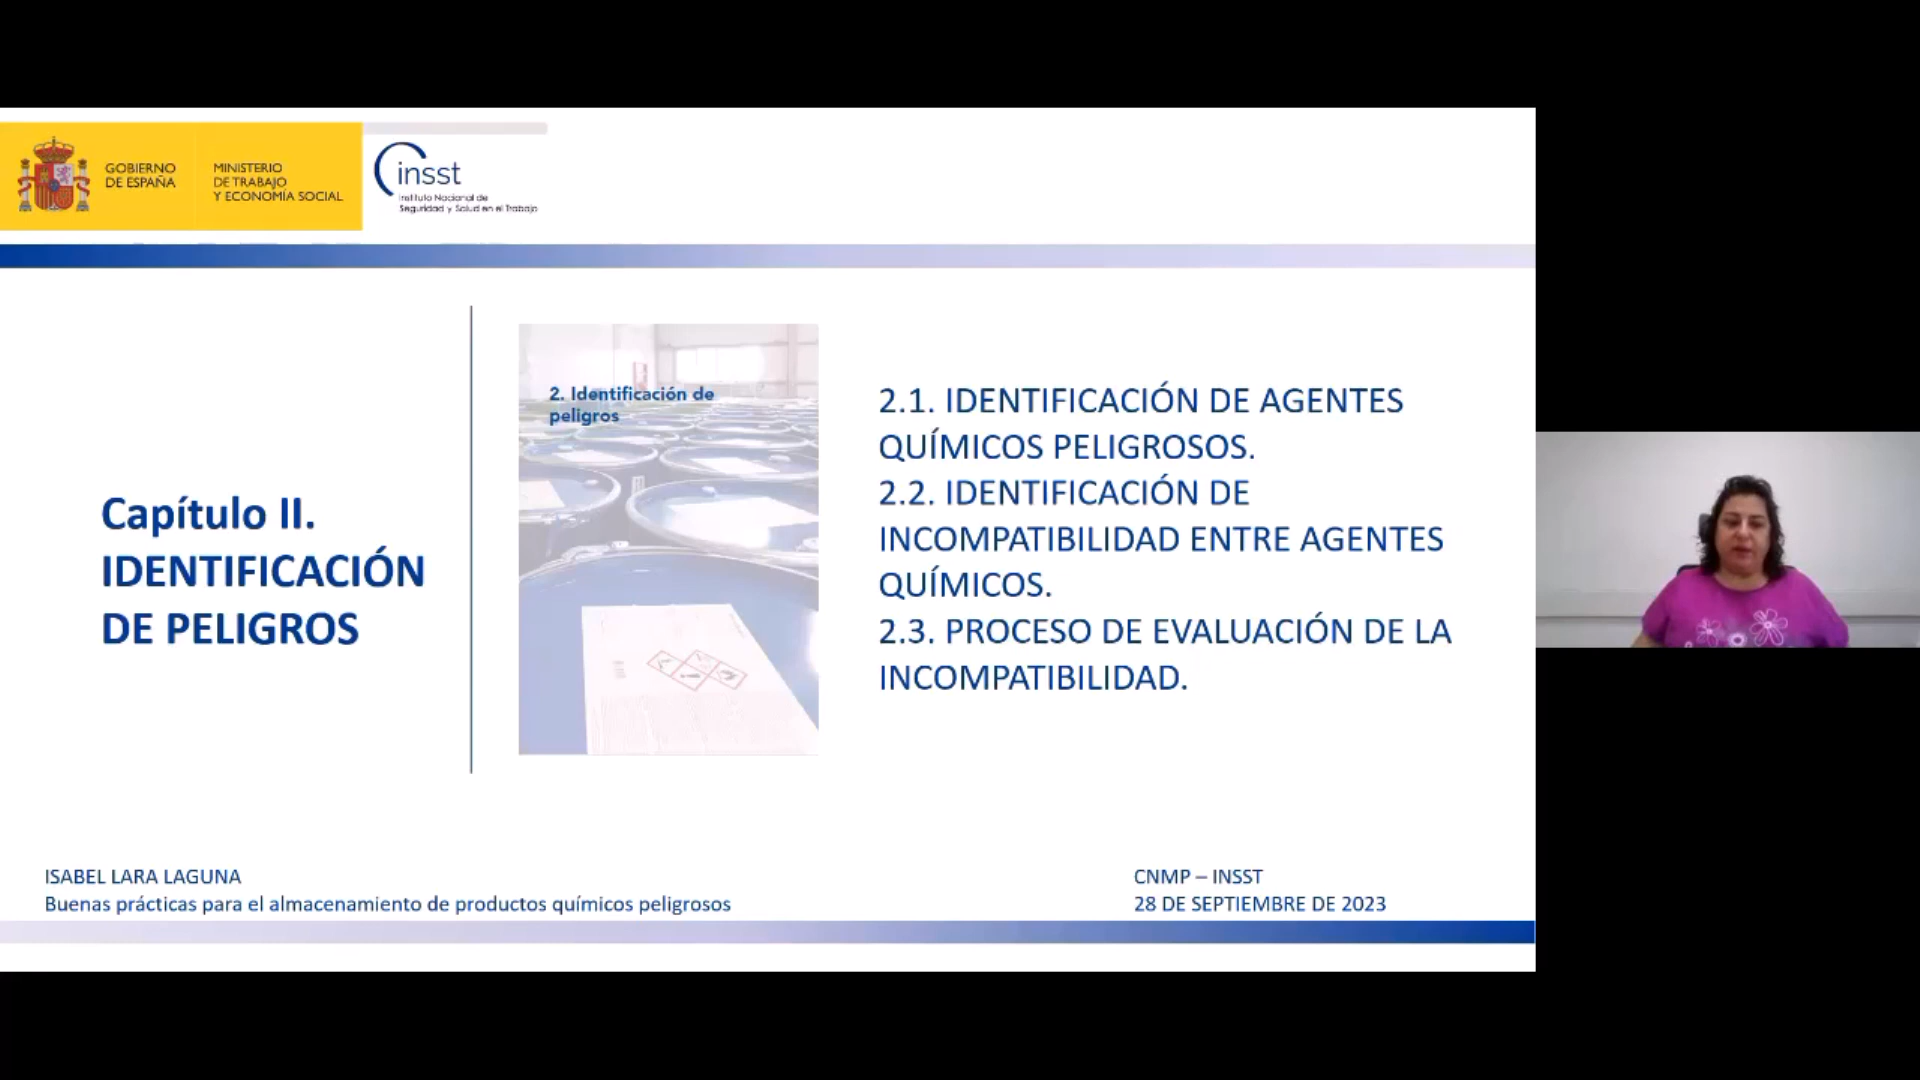 GOBIERNO
DE ESPAÑA
MINISTERIO
DE TRABAJO
Y ECONOMÍA SOCIAL
insst
Instituto Nacional de
Seguridad y Salud en el Trabajo
Capítulo II.
IDENTIFICACIÓN
DE PELIGROS
2. Identificación de
peligros
2.1. IDENTIFICACIÓN DE AGENTES
QUÍMICOS PELIGROSOS.
2.2. IDENTIFICACIÓN DE
INCOMPATIBILIDAD ENTRE AGENTES
QUÍMICOS.
2.3. PROCESO DE EVALUACIÓN DE LA
INCOMPATIBILIDAD.
ISABEL LARA LAGUNA
Buenas prácticas para el almacenamiento de productos químicos peligrosos
CNMP – INSST
28 DE SEPTIEMBRE DE 2023